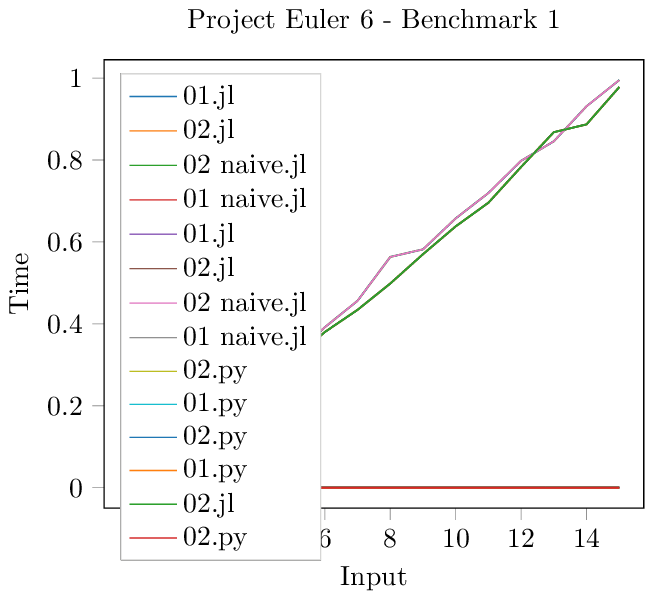 Project Euler 6 - Benchmark 1
1
0.8
0.6
0.4
0.2
0
Time
01.jl
02.jl
02 naive.jl
01 naive.jl
01.jl
02.jl
02 naive.jl
01 naive.jl
02.py
01.py
02.py
01.py
02.jl
02.py
6 8 10 12 14
Input